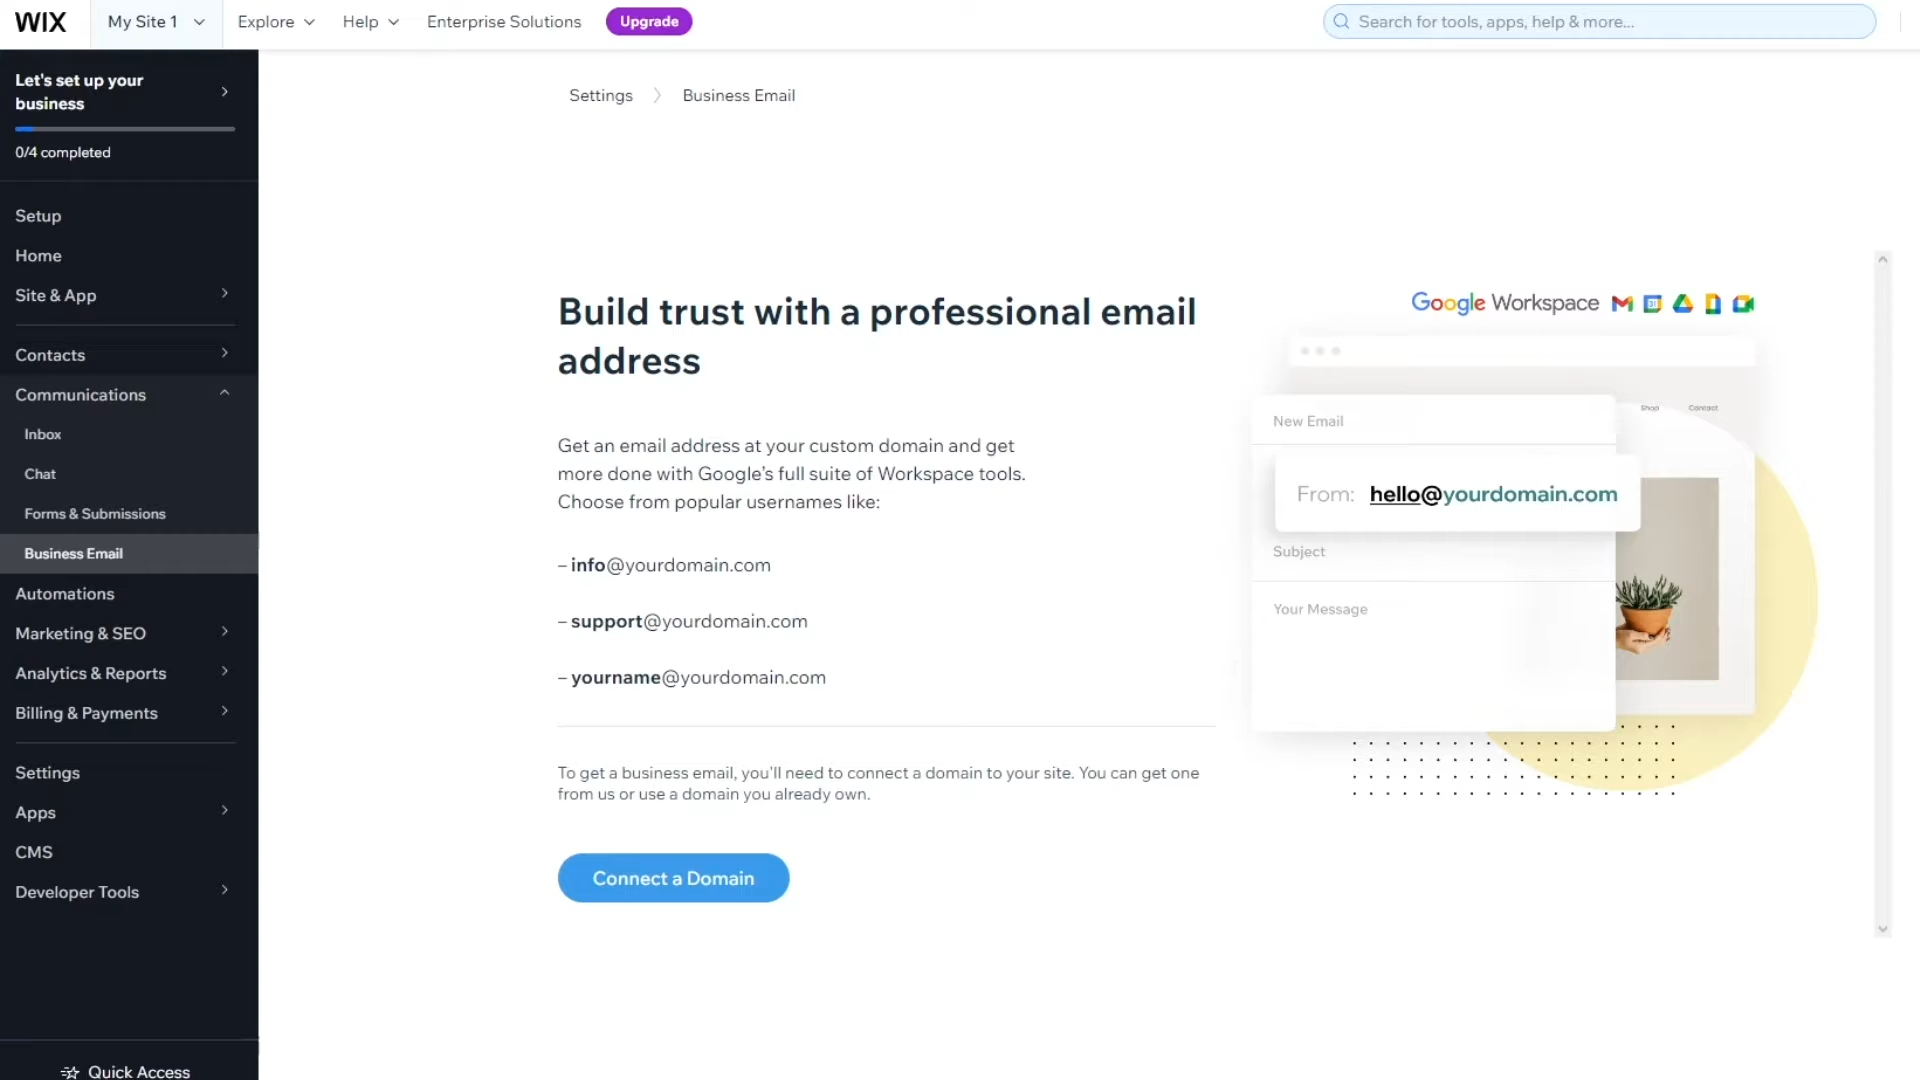 WIX
My Site 1
Explore
Help
Enterprise Solutions
Upgrade
Search for tools, apps, help & more...
Let's set up your
business
0/4 completed
Setup
Home
Site & App
Contacts
Communications
Inbox
Chat
Forms & Submissions
Business Email
Automations
Marketing & SEO
Analytics & Reports
Billing & Payments
Settings
Apps
CMS
Developer Tools
Quick Access
Settings
Business Email
Build trust with a professional email
address
Get an email address at your custom domain and get
more done with Google’s full suite of Workspace tools.
Choose from popular usernames like:
– info@yourdomain.com
– support@yourdomain.com
– yourname@yourdomain.com
To get a business email, you'll need to connect a domain to your site. You can get one
from us or use a domain you already own.
Connect a Domain
Google Workspace
Shop
Contact
New Email
From: hello@yourdomain.com
Subject
Your Message